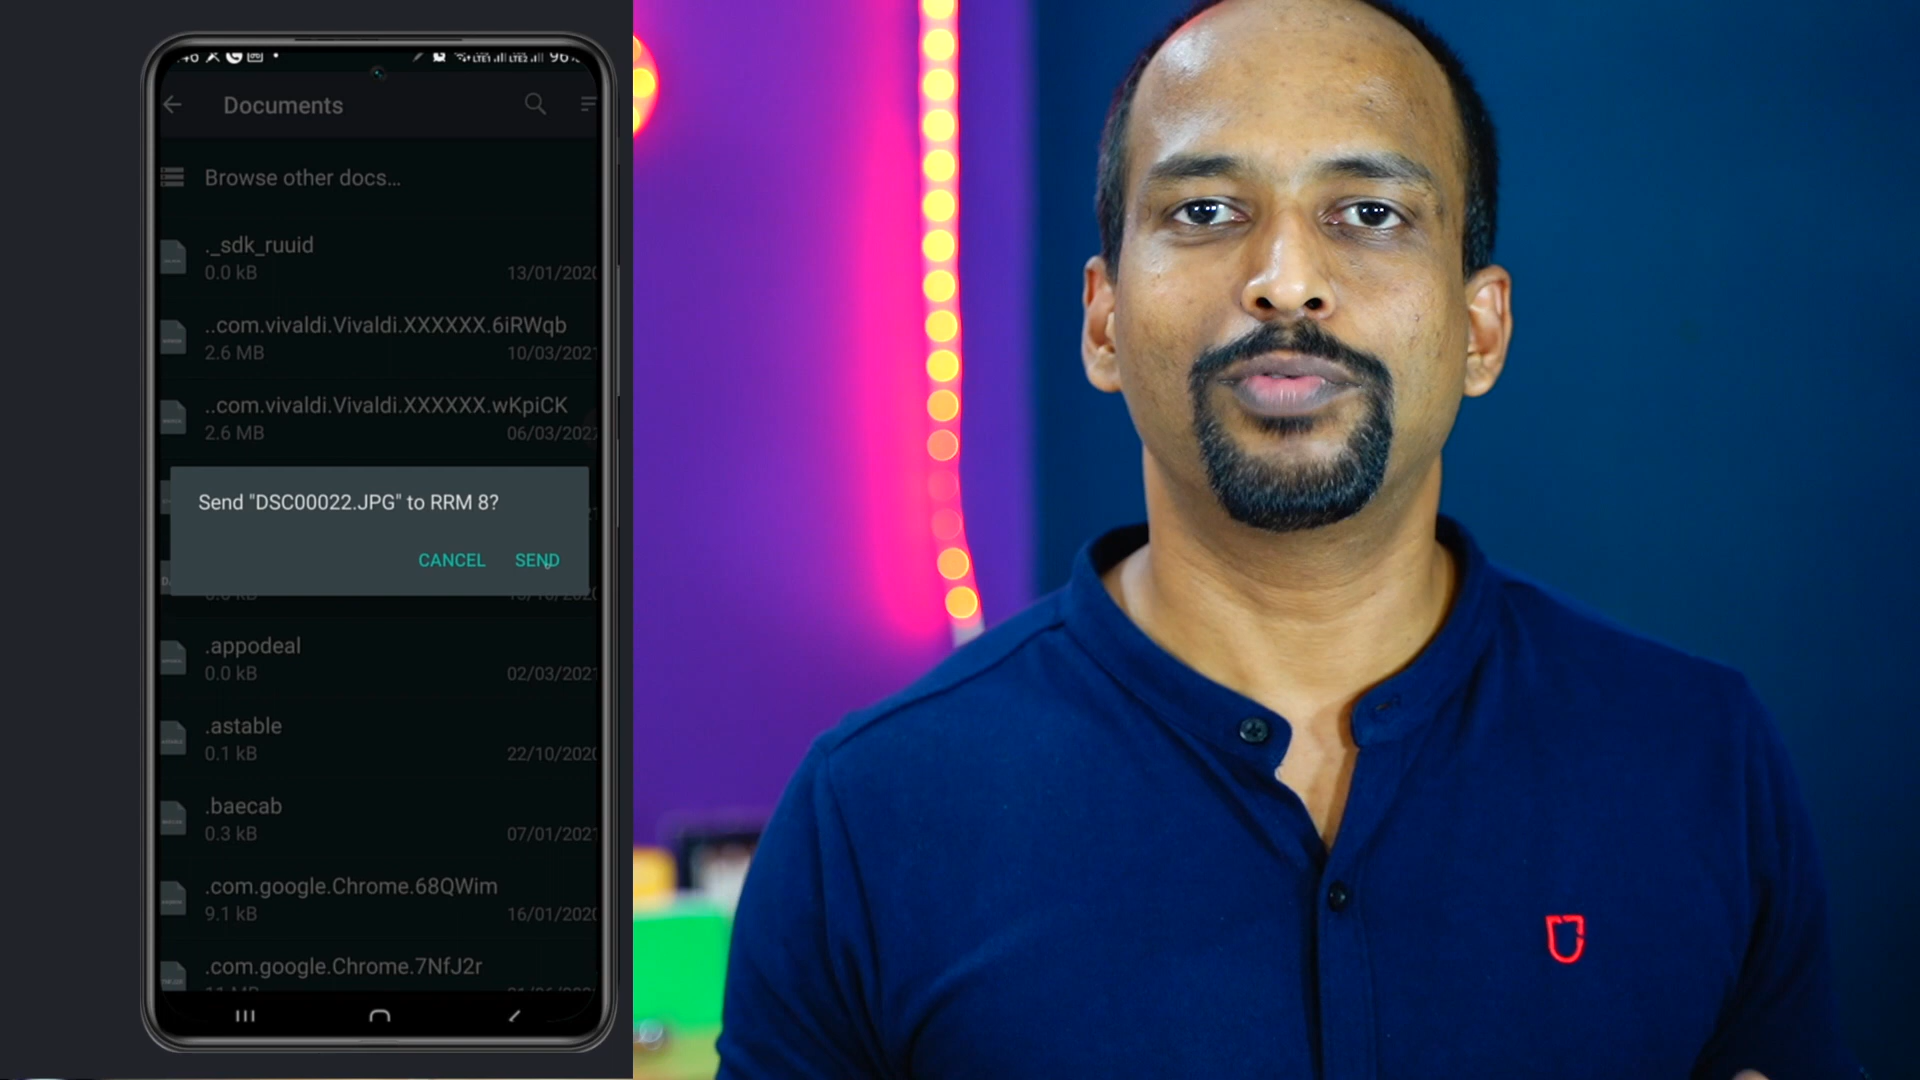 Documents
Browse other docs...
._sdk_ruuid
0.0 kB
..com.vivaldi.Vivaldi.XXXXXX.6iRWqb
2.6 MB 10/03/2021
..com.vivaldi.Vivaldi.XXXXXX.wKpiCK
2.6 MB
Send "DSC00022.JPG" to RRM 8?
CANCEL SEND
.appodeal
0.0 kB 02/03/2021
.astable
0.1 kB 22/10/2020
.baecab
0.3 kB 07/01/2021
.com.google.Chrome.68QWim
9.1 kB 16/01/2020
.com.google.Chrome.7NfJ2r